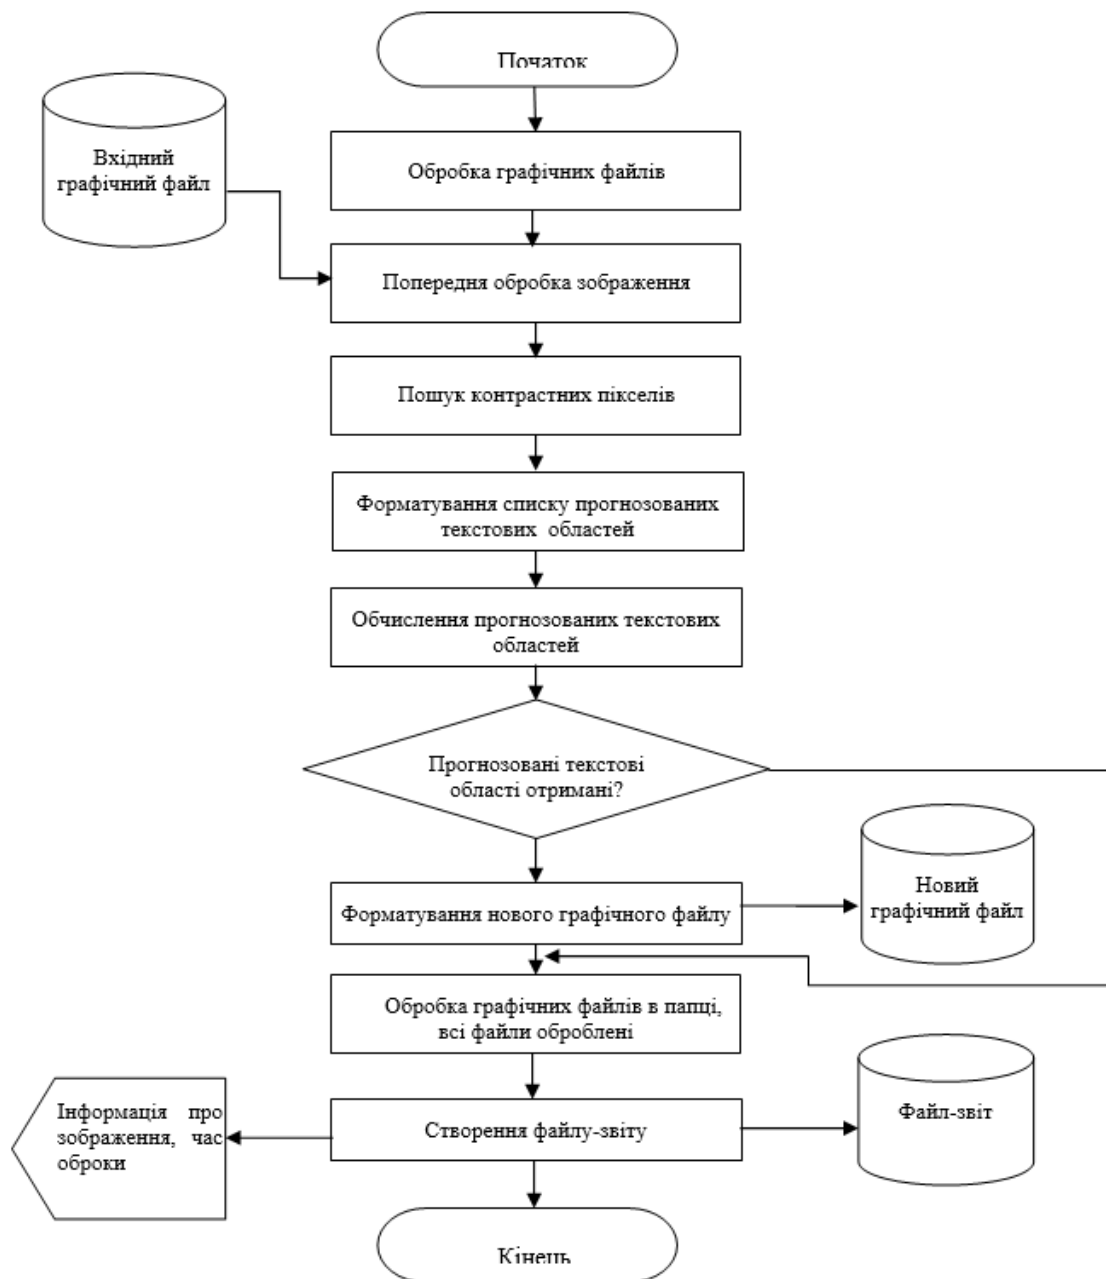 Початок
Вхідний
графічний файл
Обробка графічних файлів
Попередня обробка зображення
Пошук контрастних пікселів
Форматування списку прогнозованих
текстових областей
Обчислення прогнозованих текстових
областей
Прогнозовані текстові
області отримані?
Форматування нового графічного файлу
Новий
графічний файл
Обробка графічних файлів в папці,
всі файли оброблені
Інформація про
зображення, час
оброки
Створення файлу-звіту
Файл-звіт
Кінець